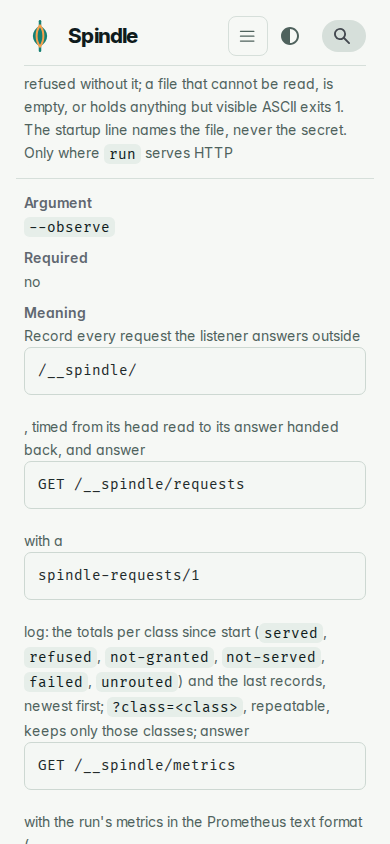 Spindle
refused without it; a file that cannot be read, is
empty, or holds anything but visible ASCII exits 1.
The startup line names the file, never the secret.
Only where run serves HTTP
Argument
--observe
Required
no
Meaning
Record every request the listener answers outside
/__spindle/
, timed from its head read to its answer handed
back, and answer
GET /__spindle/requests
with a
spindle-requests/1
log: the totals per class since start (served,
refused, not-granted, not-served,
failed, unrouted) and the last records,
newest first; ?class=<class>, repeatable,
keeps only those classes; answer
GET /__spindle/metrics
with the run's metrics in the Prometheus text format
(